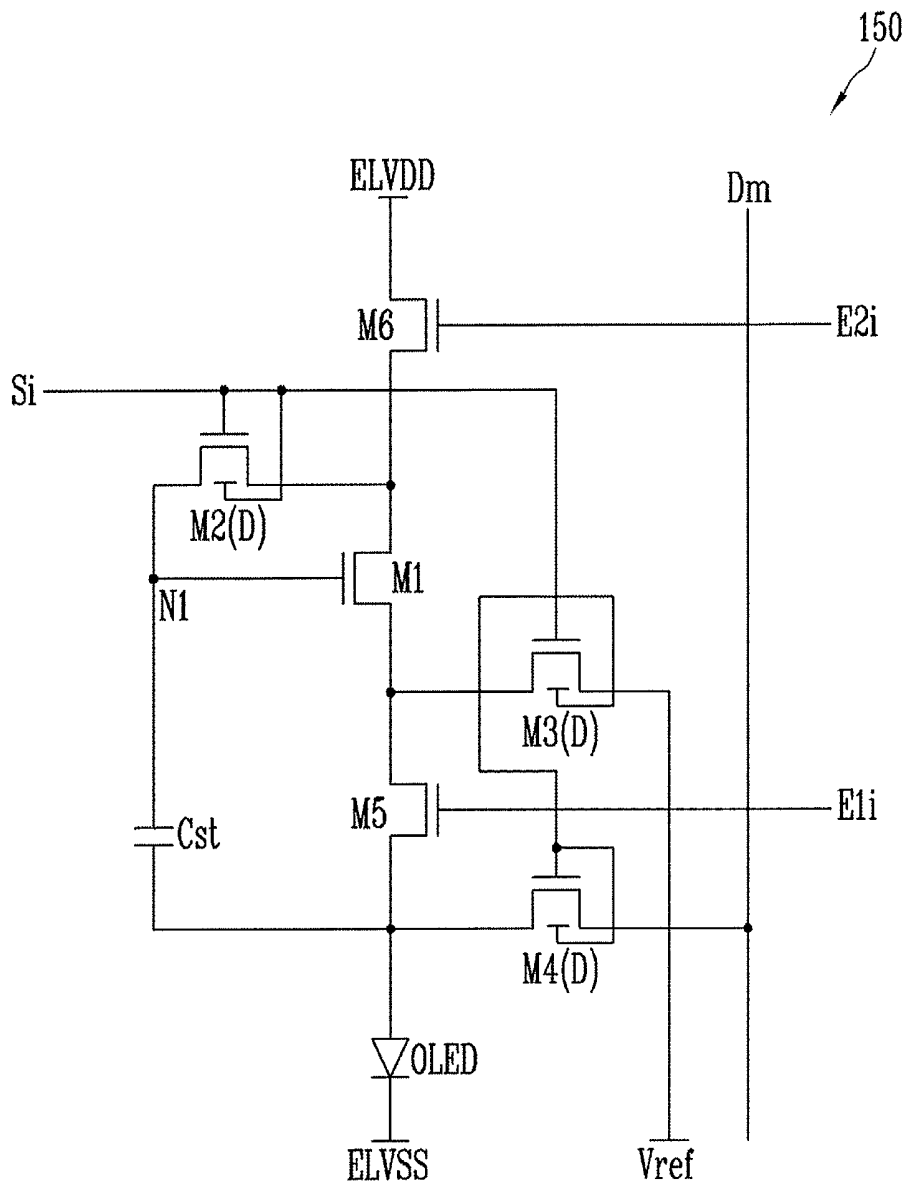 150
ELVDD
Dm
M6
E2i
Si
M2(D)
M1
N1
M3(D)
M5
E1i
Cst
M4(D)
OLED
ELVSS
Vref